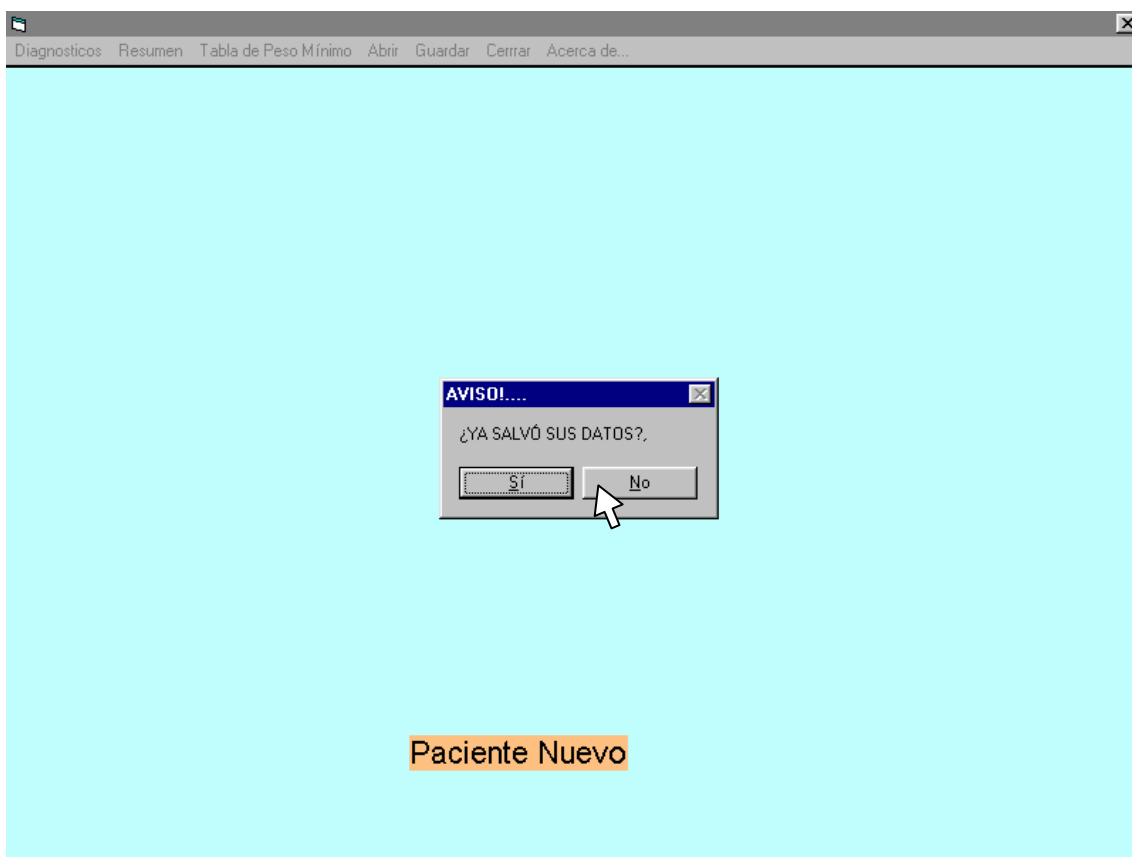 Diagnosticos Resumen Tabla de Peso Mínimo Abrir Guardar Cerrrar Acerca de...
AVISO!....
¿YA SALVÓ SUS DATOS?,
Sí No
Paciente Nuevo